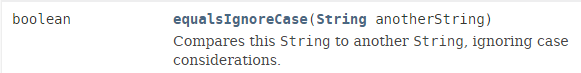 boolean equalsIgnoreCase(String anotherString)
Compares this String to another String, ignoring case
considerations.